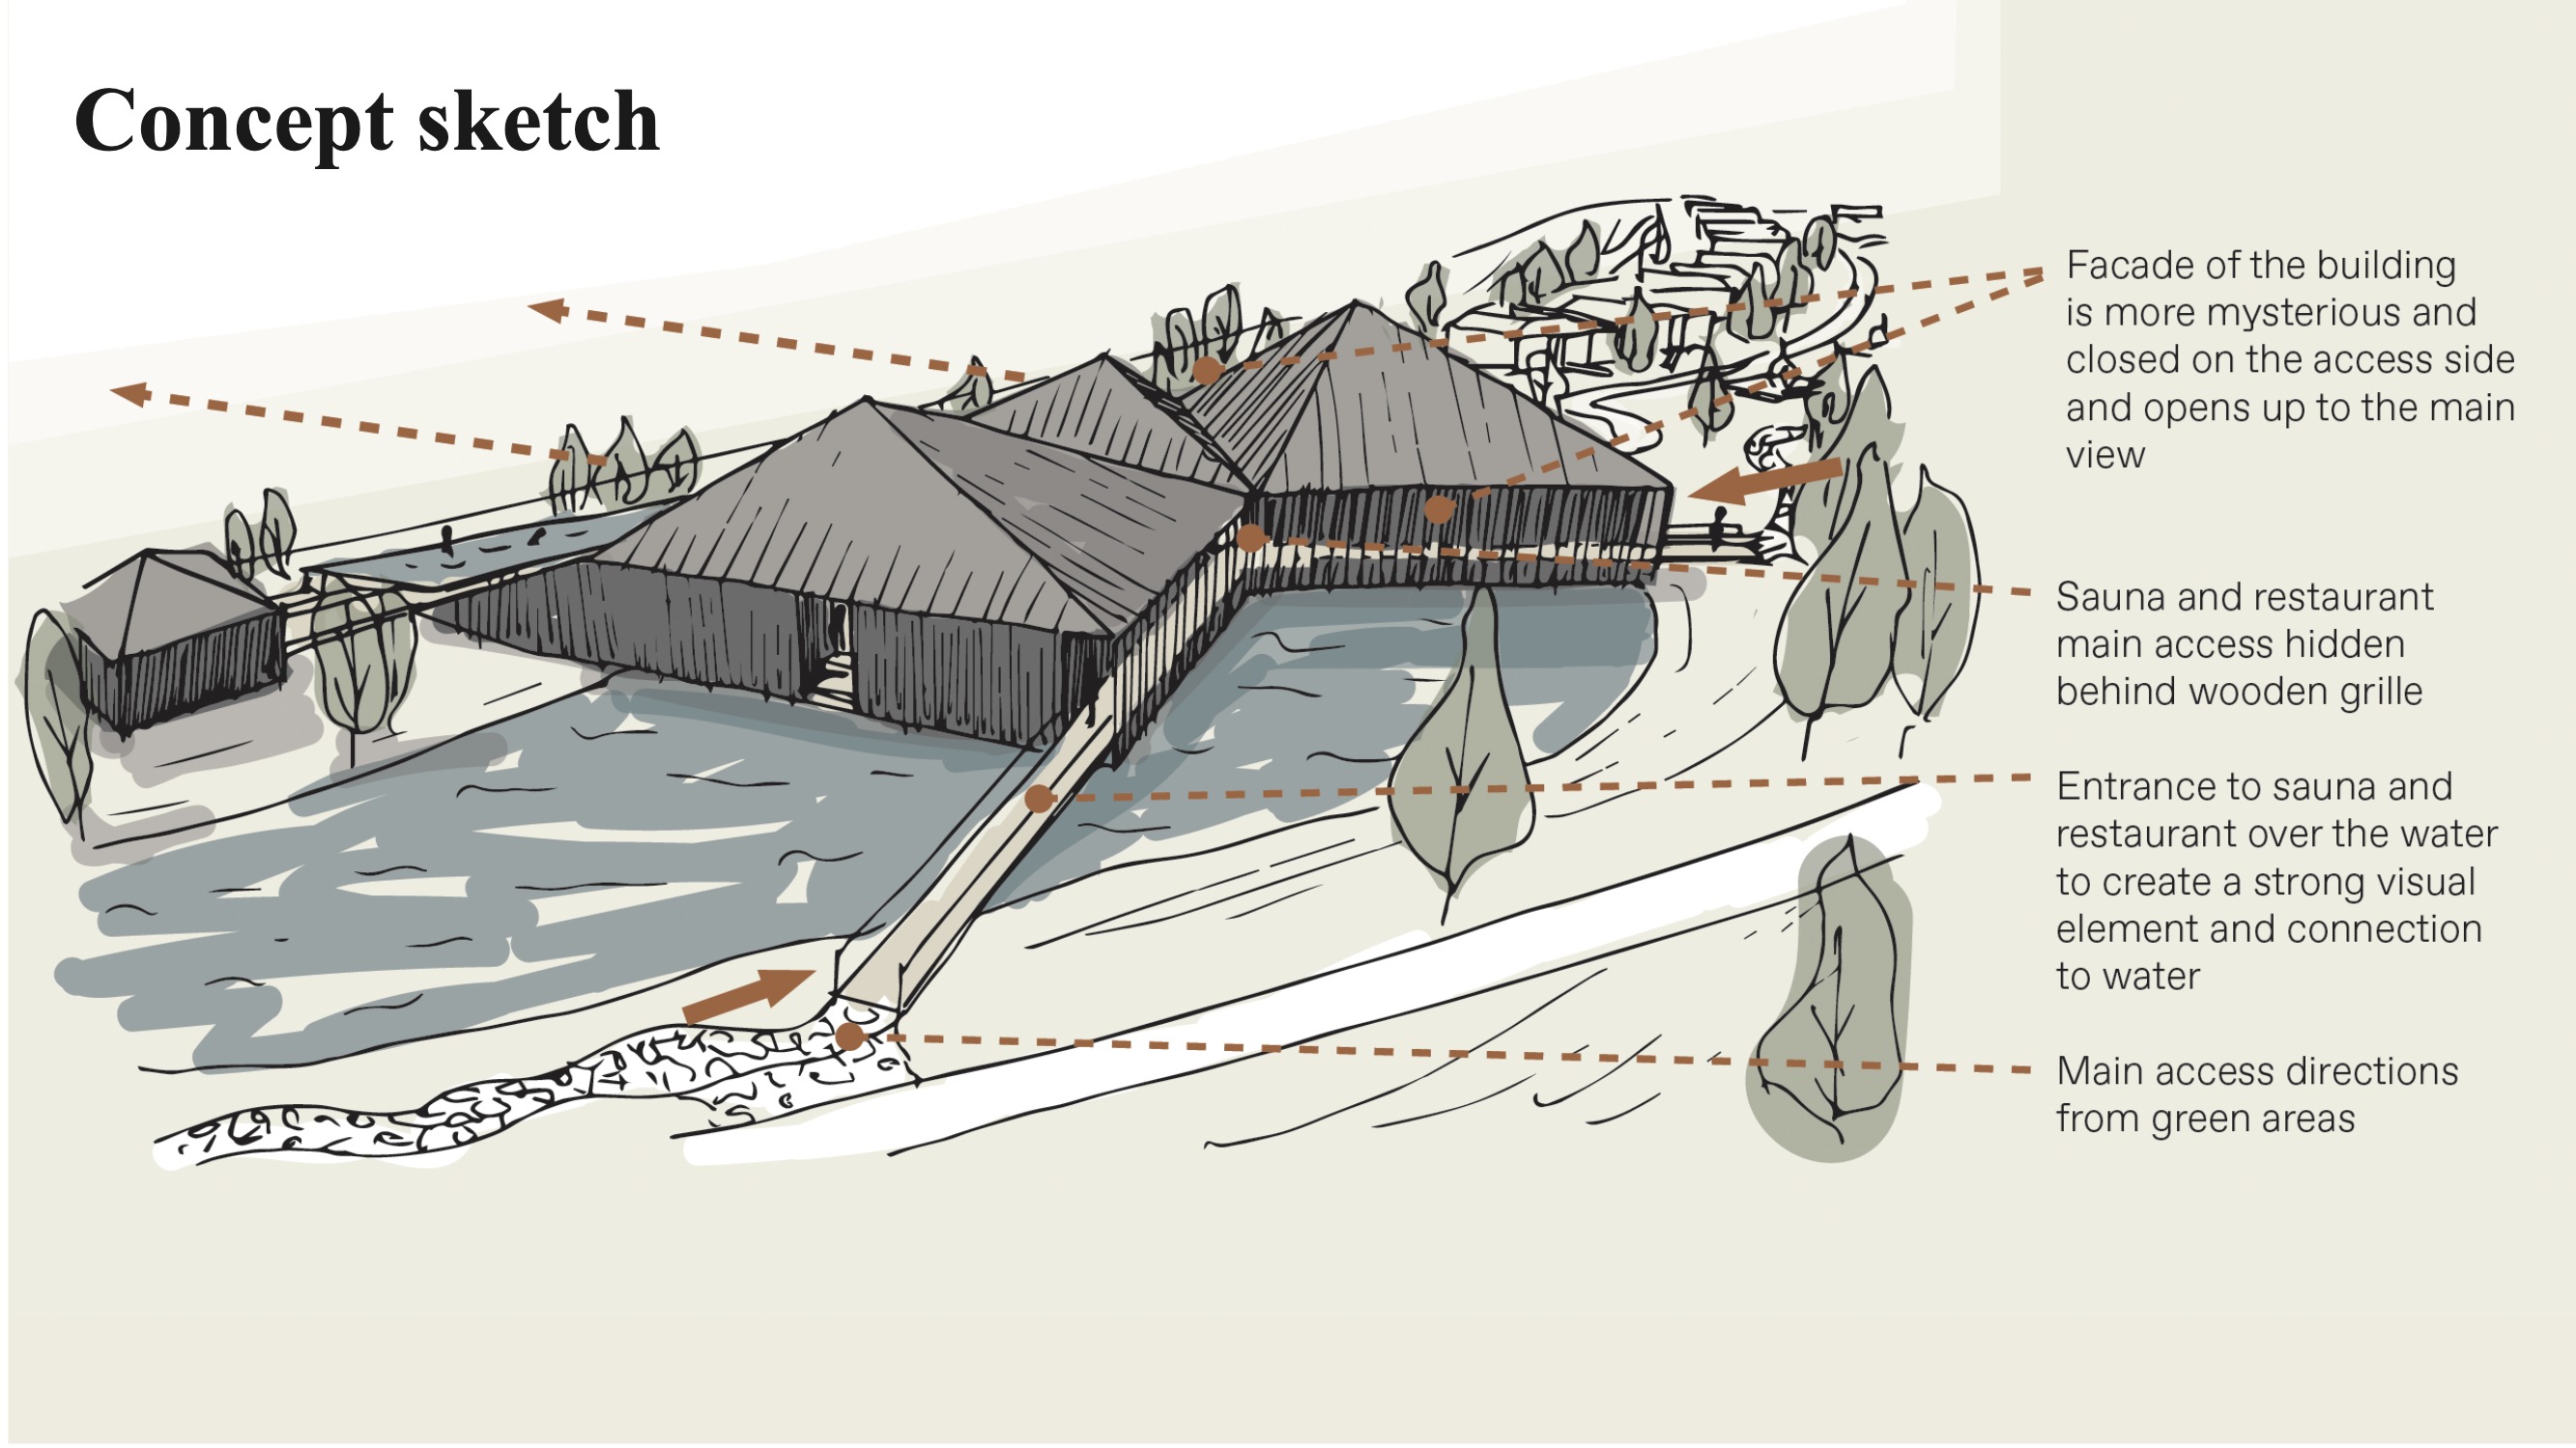 Concept sketch
Facade of the building
is more mysterious and
closed on the access side
and opens up to the main
view
Sauna and restaurant
main access hidden
behind wooden grille
Entrance to sauna and
restaurant over the water
to create a strong visual
element and connection
to water
Main access directions
from green areas